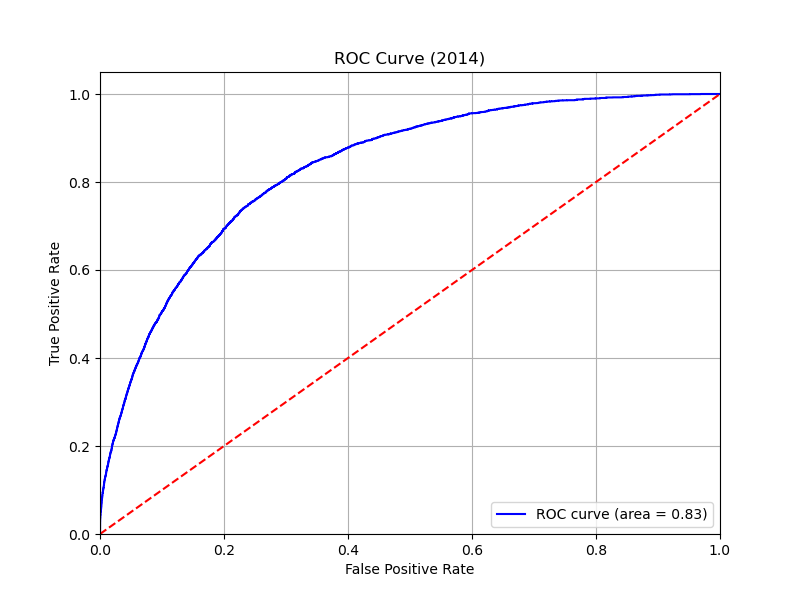 ROC Curve (2014)
True Positive Rate
1.0
0.8
0.6
0.4
0.2
0.0
ROC curve (area = 0.83)
0.0 0.2 0.4 0.6 0.8 1.0
False Positive Rate